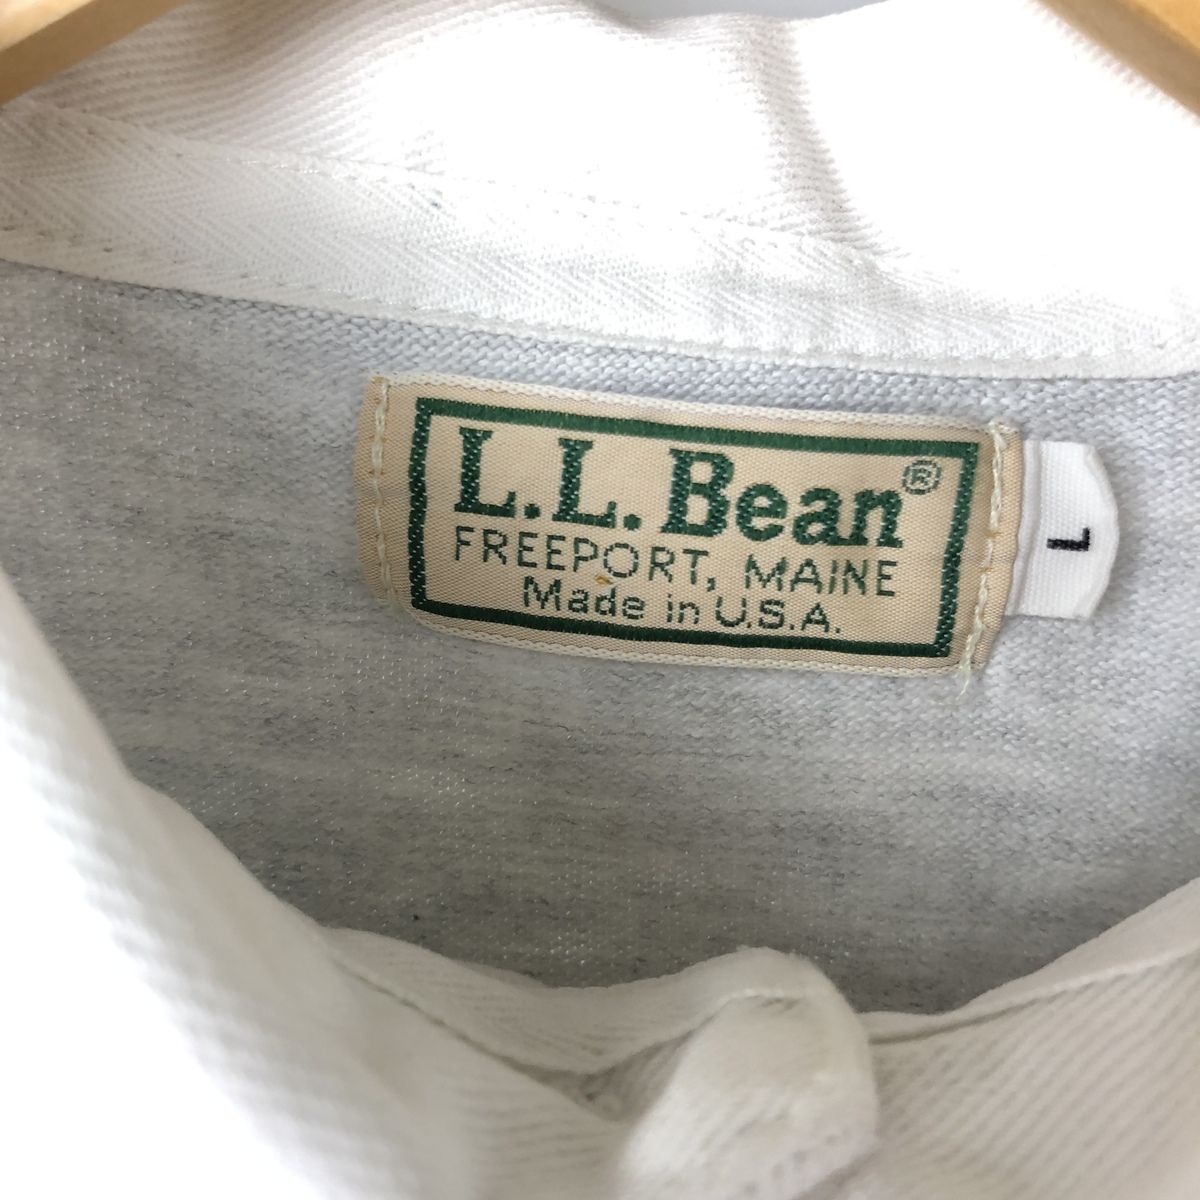 L.L.Bean®
FREEPORT, MAINE
Made in U.S.A.
L